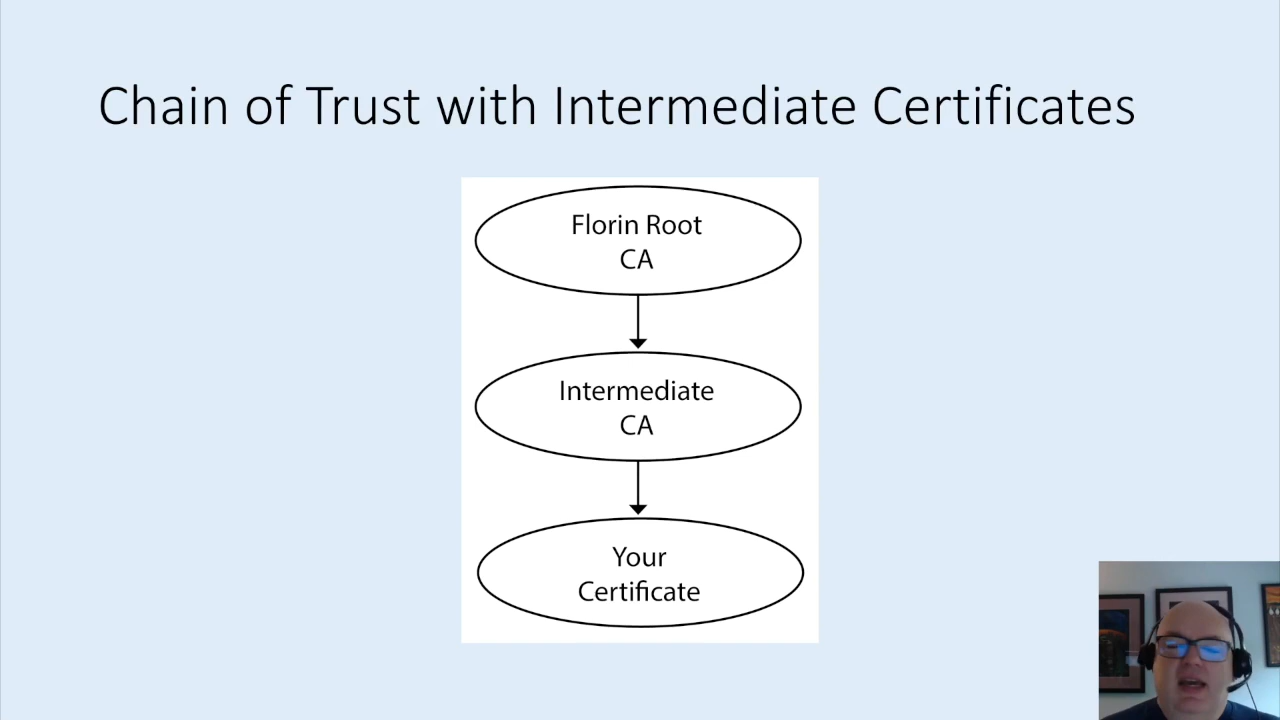 Chain of Trust with Intermediate Certificates
Florin Root
CA
Intermediate
CA
Your
Certificate